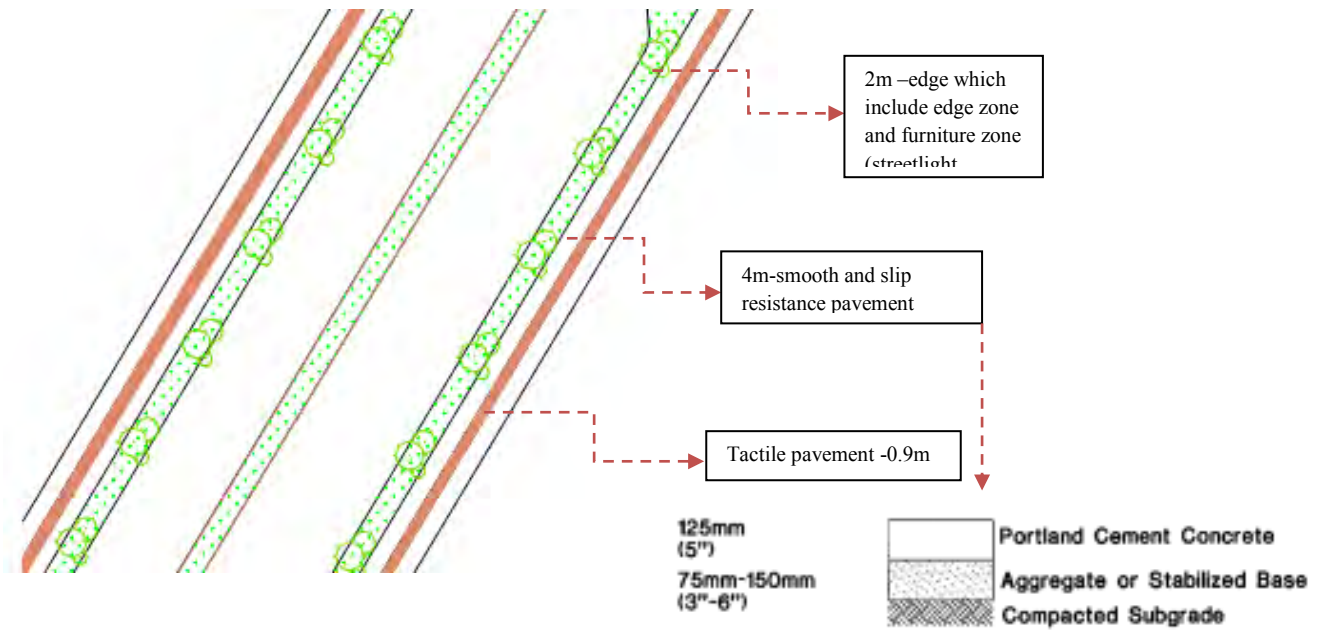 2m –edge which
include edge zone
and furniture zone
(streetlight
4m-smooth and slip
resistance pavement
Tactile pavement -0.9m
125mm
(5")
Portland Cement Concrete
75mm-150mm
(3"-6")
Aggregate or Stabilized Base
Compacted Subgrade